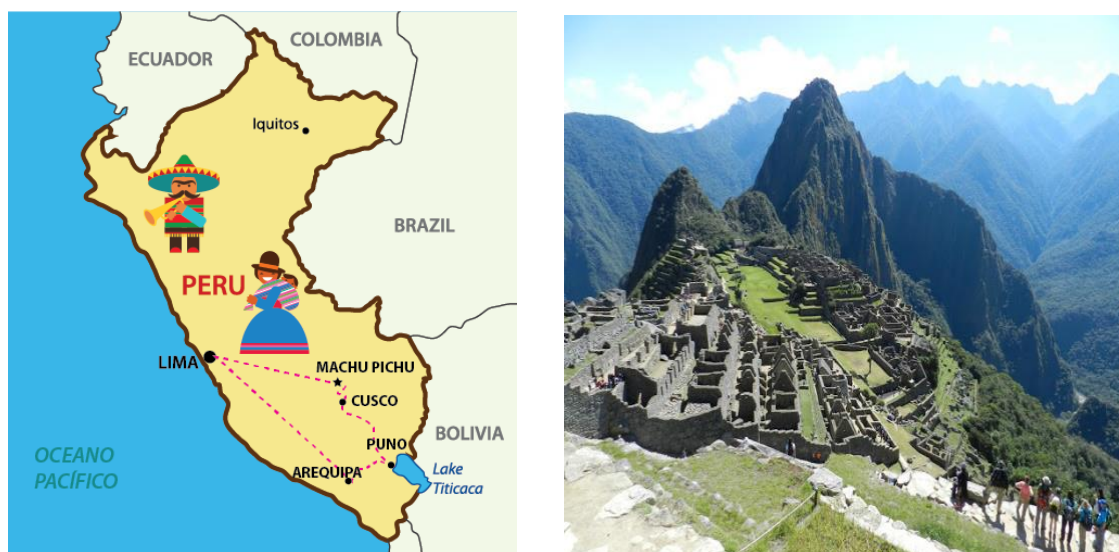 ECUADOR
COLOMBIA
Iquitos
BRAZIL
PERU
LIMA
MACHU PICHU
CUSCO
PUNO
BOLIVIA
AREQUIPA
Lake
Titicaca
OCEANO
PACÍFICO